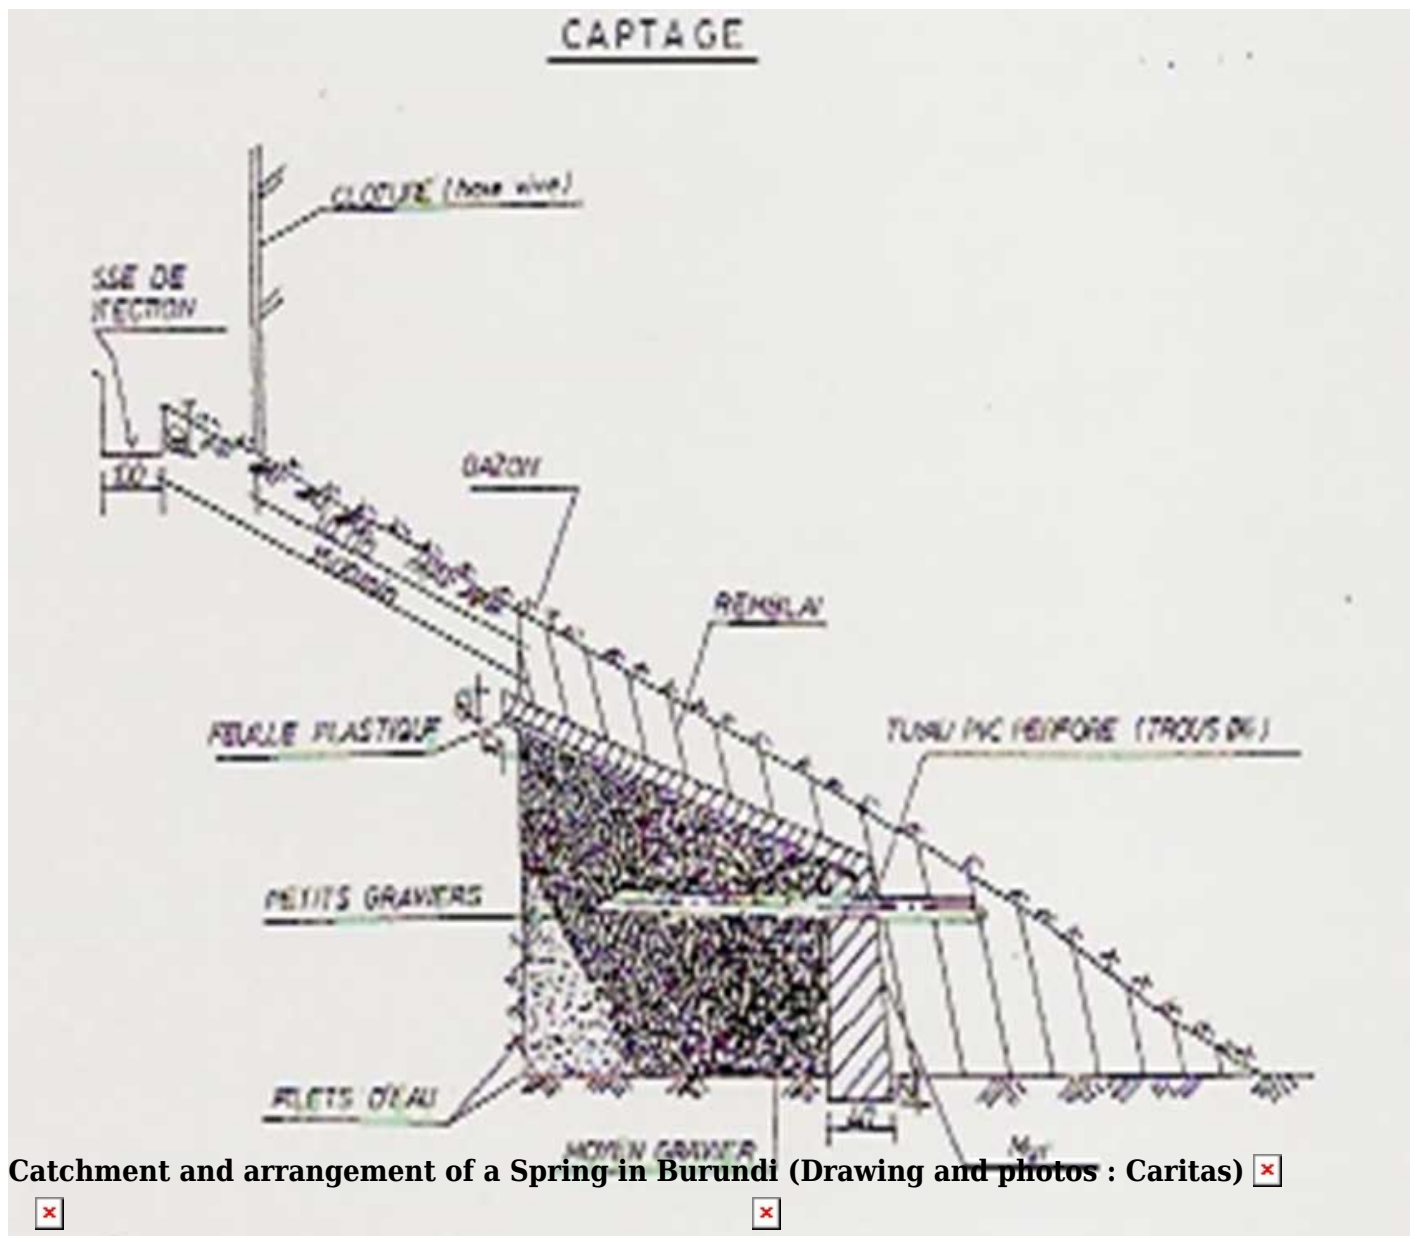 CAPTAGE
CLOTURE (haie vive)
SSE DE
TECTION
100
GAZON
REMBLAI
FEUILLE PLASTIQUE
TUYAU PVC PERFORE (TROUS
PETITS GRAVIERS
FILETS D'EAU
MOYEN GRAVIER
Catchment and arrangement of a Spring in Burundi (Drawing and photos : Caritas)